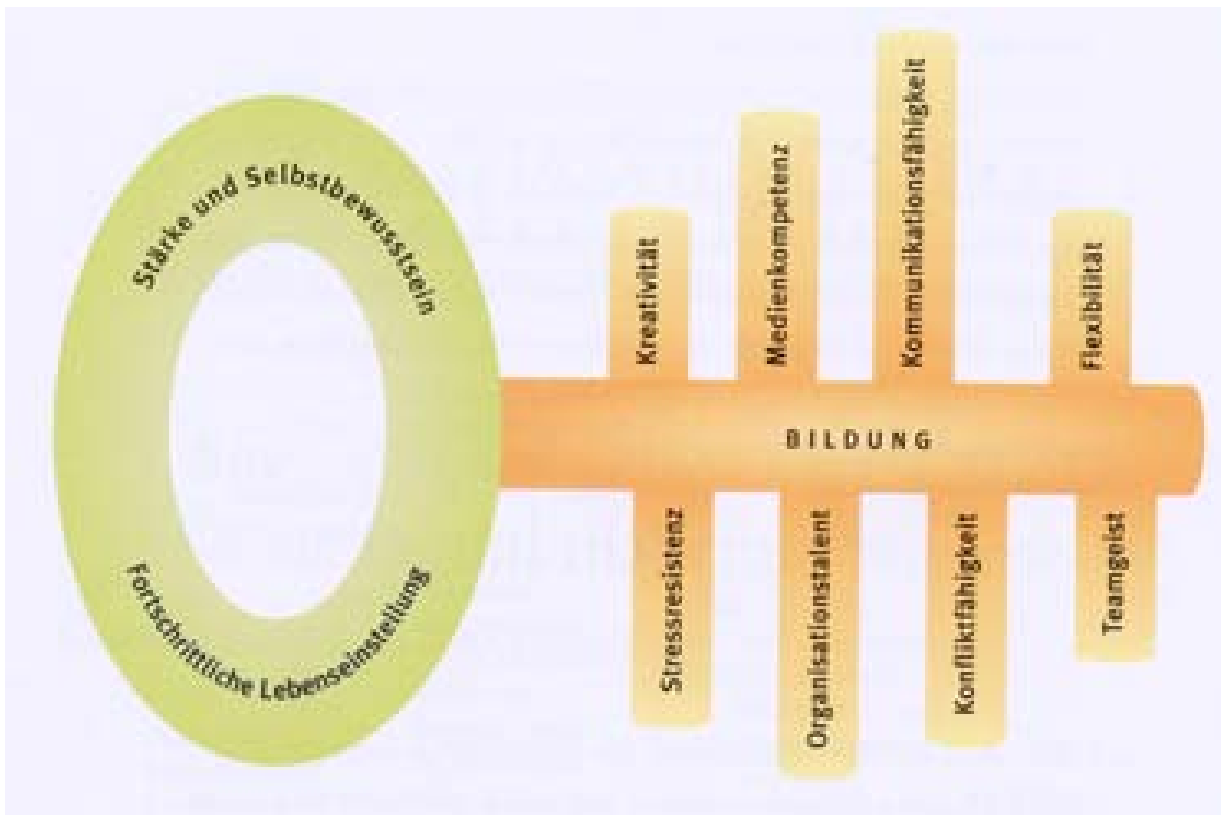 Stärke und Selbstbewusstsein
Fortschrittliche Lebenseinstellung
Kreativität
Medienkompetenz
Kommunikationsfähigkeit
Flexibilität
BILDUNG
Stressresistenz
Organisationstalent
Konfliktfähigkeit
Teamgeist